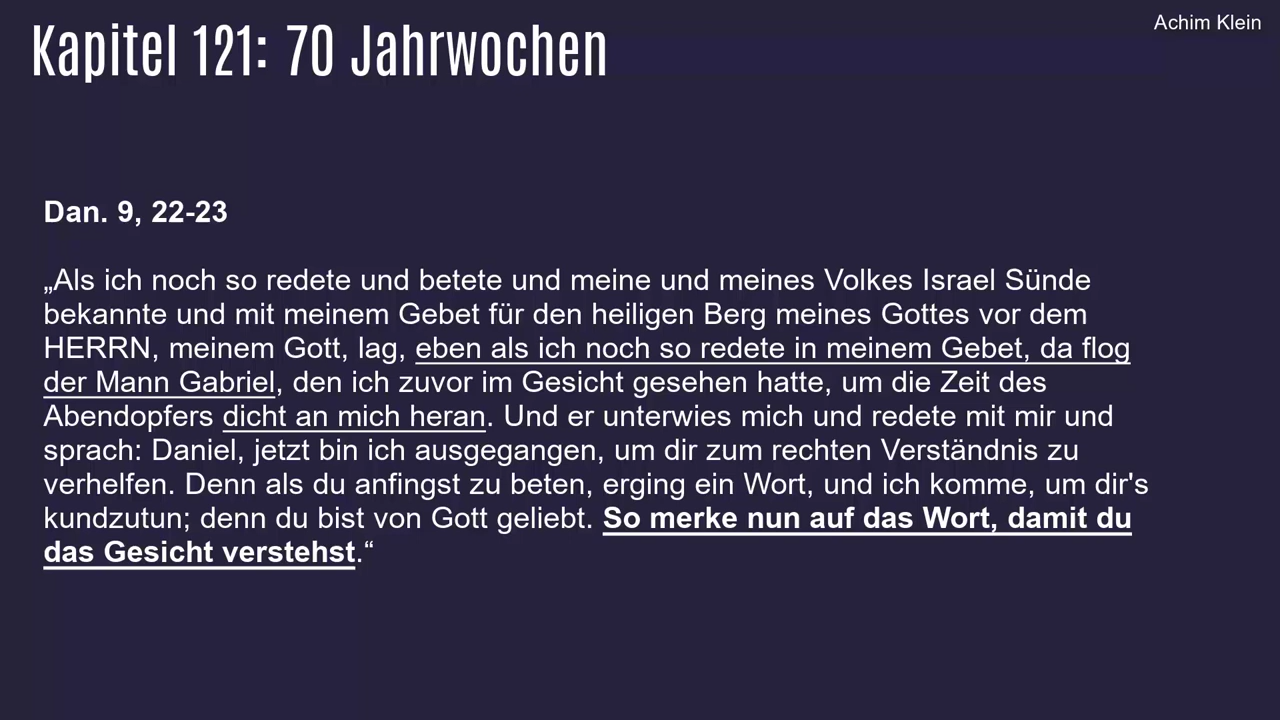 Achim Klein
Kapitel 121: 70 Jahrwochen
Dan. 9, 22-23
„Als ich noch so redete und betete und meine und meines Volkes Israel Sünde
bekannte und mit meinem Gebet für den heiligen Berg meines Gottes vor dem
HERRN, meinem Gott, lag, eben als ich noch so redete in meinem Gebet, da flog
der Mann Gabriel, den ich zuvor im Gesicht gesehen hatte, um die Zeit des
Abendopfers dicht an mich heran. Und er unterwies mich und redete mit mir und
sprach: Daniel, jetzt bin ich ausgegangen, um dir zum rechten Verständnis zu
verhelfen. Denn als du anfingst zu beten, erging ein Wort, und ich komme, um dir's
kundzutun; denn du bist von Gott geliebt. So merke nun auf das Wort, damit du
das Gesicht verstehst.“